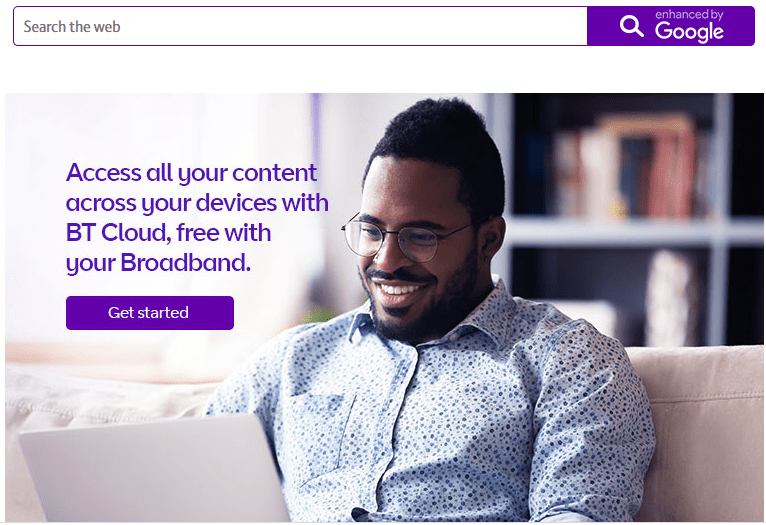 Search the web
enhanced by
Google
Access all your content
across your devices with
BT Cloud, free with
your Broadband.
Get started